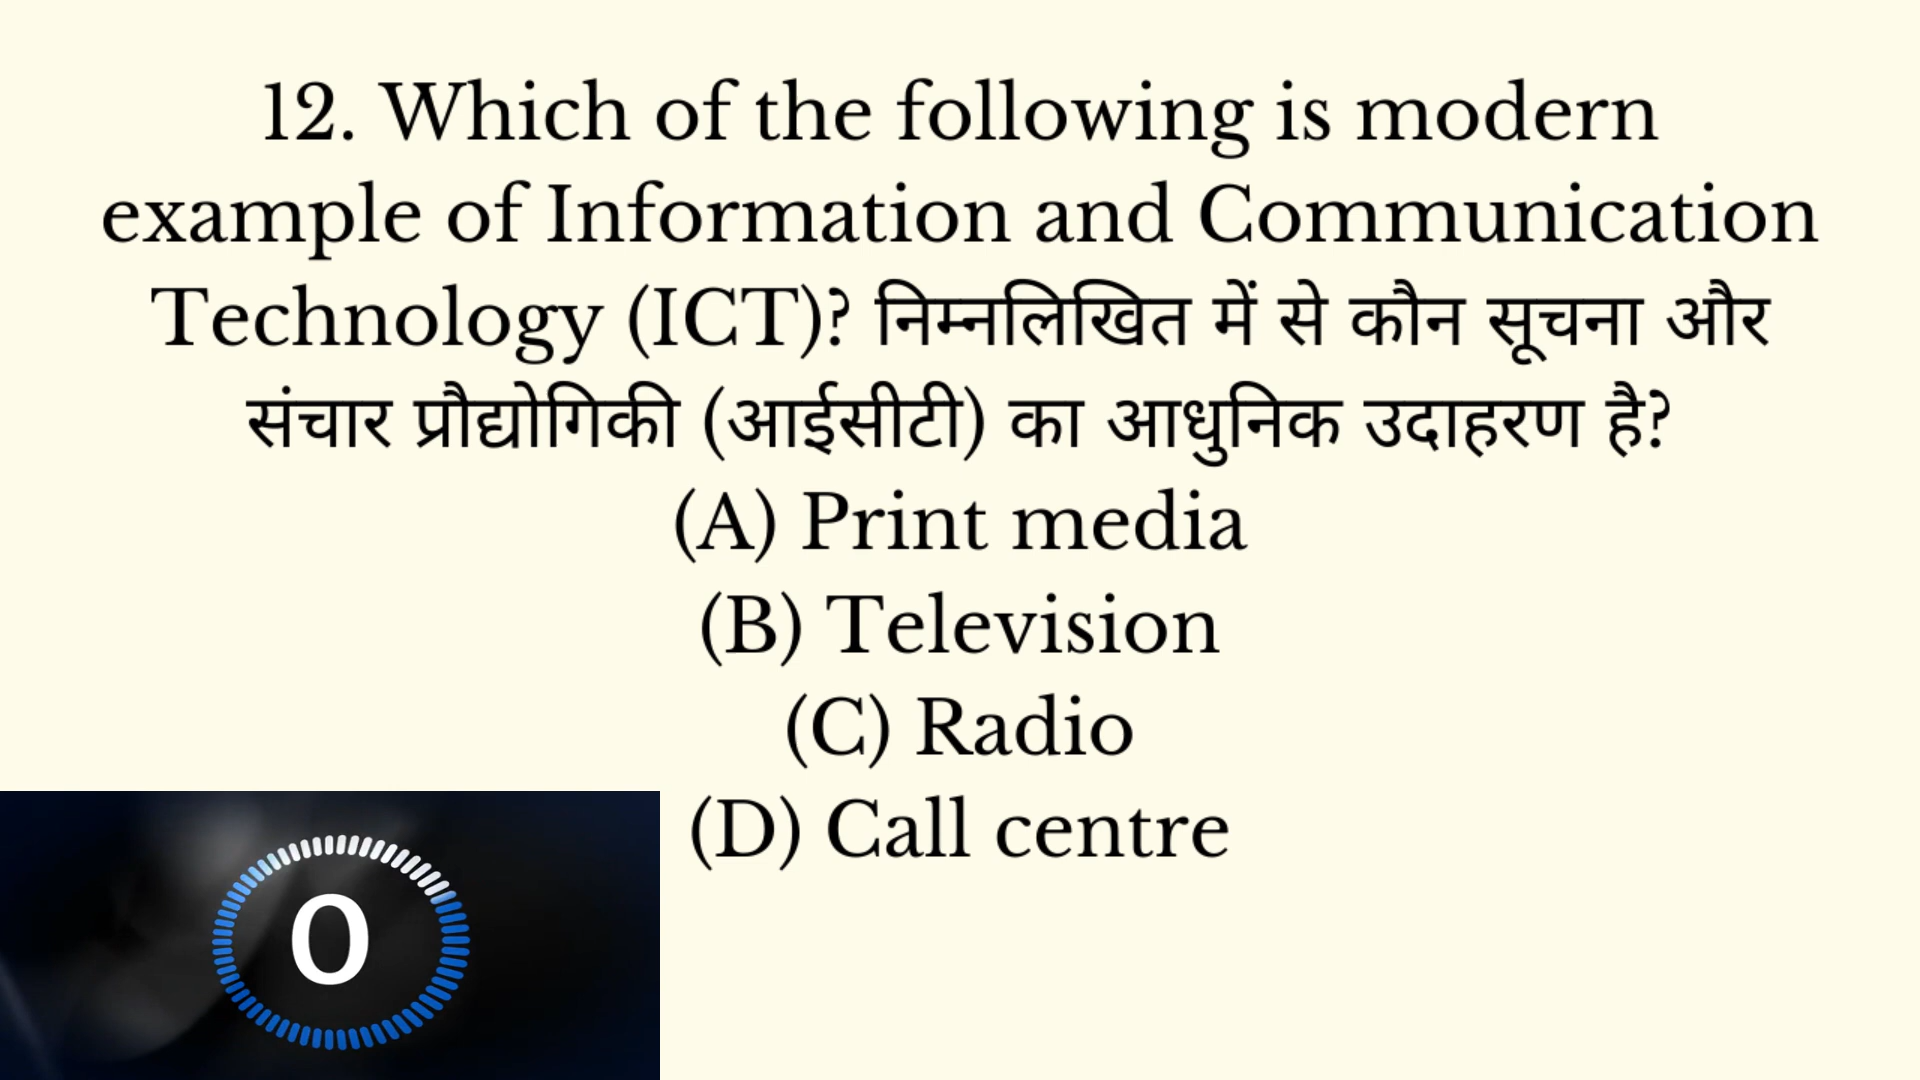 12. Which of the following is modern
example of Information and Communication
Technology (ICT)? निम्नलिखित में से कौन सूचना और
संचार प्रौद्योगिकी (आईसीटी) का आधुनिक उदाहरण है?
(A) Print media
(B) Television
(C) Radio
(D) Call centre
0